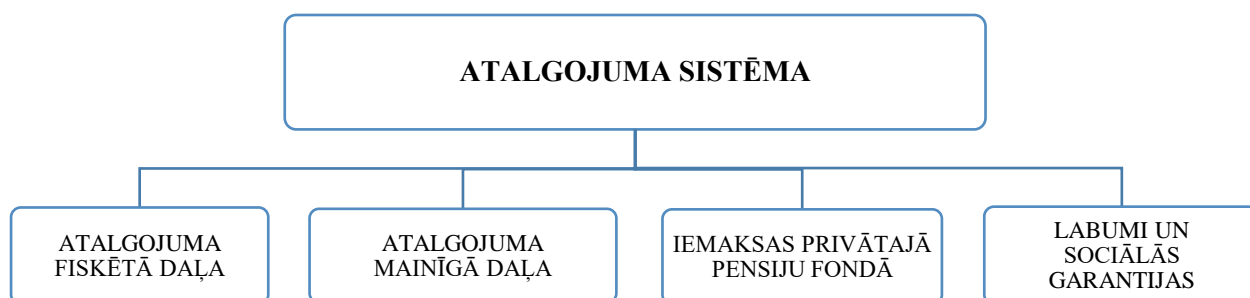 ATALGOJUMA SISTĒMA
ATALGOJUMA
FISKĒTĀ DAĻA
ATALGOJUMA
MAINĪGĀ DAĻA
IEMAKSAS PRIVĀTAJĀ
PENSIJU FONDĀ
LABUMI UN
SOCIĀLĀS
GARANTIJAS